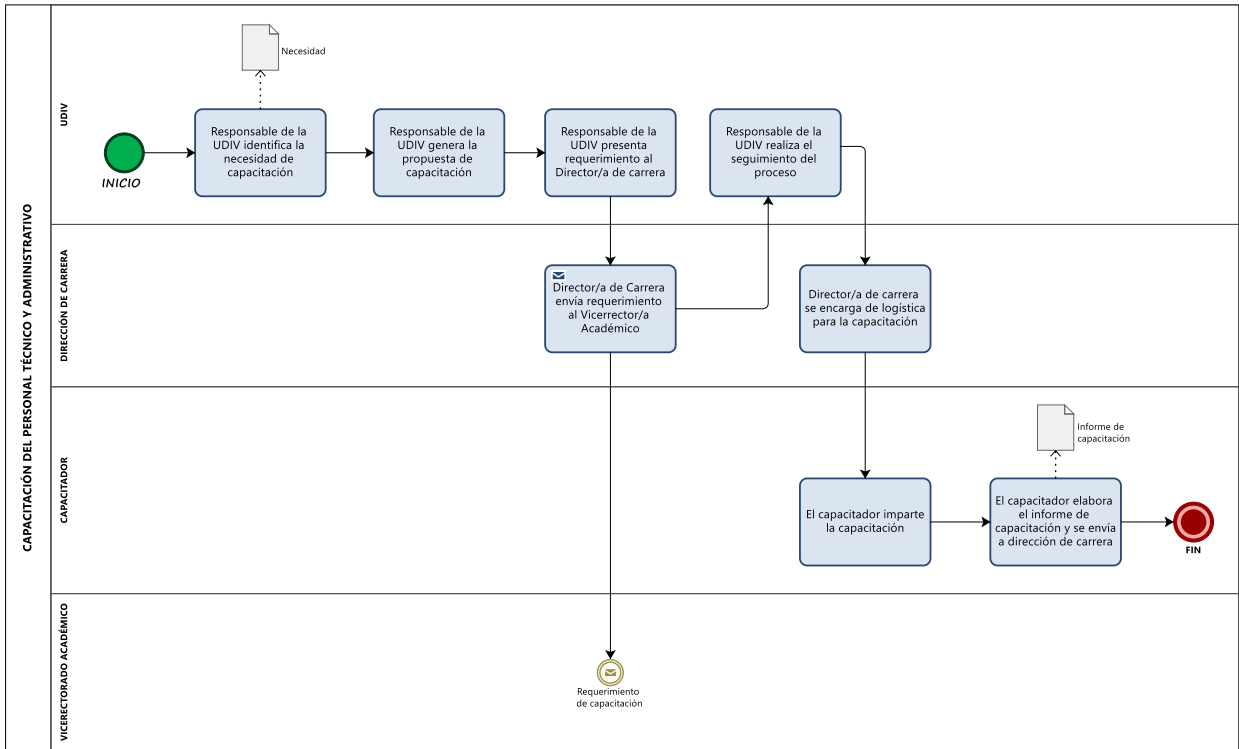 CAPACITACIÓN DEL PERSONAL TÉCNICO Y ADMINISTRATIVO
UDIV
Necesidad
INICIO
Responsable de la
UDIV identifica la
necesidad de
capacitación
Responsable de la
UDIV genera la
propuesta de
capacitación
Responsable de la
UDIV presenta
requerimiento al
Director/a de carrera
Responsable de la
UDIV realiza el
seguimiento del
proceso
DIRECCIÓN DE CARRERA
Director/a de Carrera
envía requerimiento
al Vicerrector/a
Académico
Director/a de carrera
se encarga de logística
para la capacitación
CAPACITADOR
Informe de
capacitación
El capacitador imparte
la capacitación
El capacitador elabora
el informe de
capacitación y se envía
a dirección de carrera
FIN
VICERECTORADO ACADÉMICO
Requerimiento
de capacitación